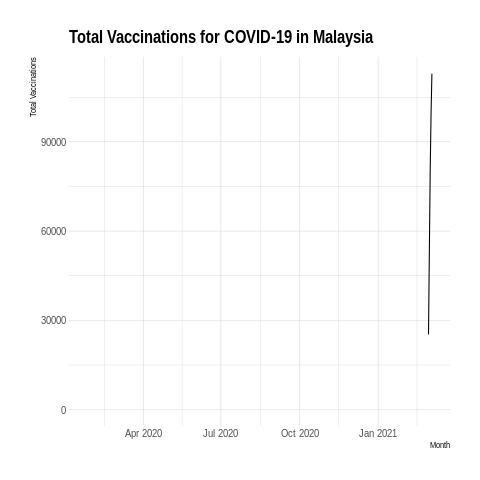 Total Vaccinations for COVID-19 in Malaysia
Total Vaccinations
90000
60000
30000
0
Apr 2020 Jul 2020 Oct 2020 Jan 2021
Month